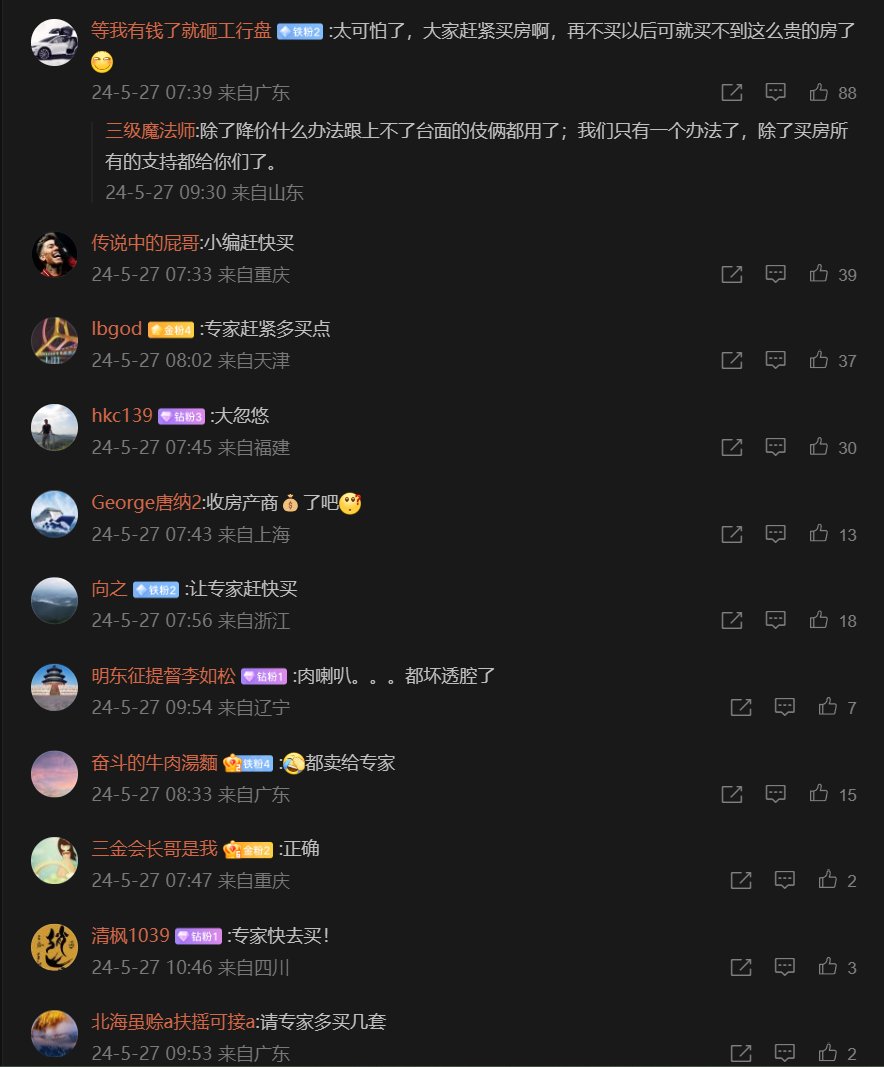 等我有钱了就砸工行盘 铁粉2 :太可怕了，大家赶紧买房啊，再不买以后可就买不到这么贵的房了
24-5-27 07:39 来自广东 88
三级魔法师:除了降价什么办法跟上不了台面的伎俩都用了；我们只有一个办法了，除了买房所
有的支持都给你们了。
24-5-27 09:30 来自山东
传说中的屁哥:小编赶快买
24-5-27 07:33 来自重庆 39
lbgod 金粉4 :专家赶紧多买点
24-5-27 08:02 来自天津 37
hkc139 钻粉3 :大忽悠
24-5-27 07:45 来自福建 30
George唐纳2:收房产商💰了吧
24-5-27 07:43 来自上海 13
向之 铁粉2 :让专家赶快买
24-5-27 07:56 来自浙江 18
明东征提督李如松 钻粉1 :肉喇叭。。。都坏透腔了
24-5-27 09:54 来自辽宁 7
奋斗的牛肉湯麵 铁粉4 :🤣都卖给专家
24-5-27 08:33 来自广东 15
三金会长哥是我 金粉2 :正确
24-5-27 07:47 来自重庆 2
清枫1039 钻粉1 :专家快去买！
24-5-27 10:46 来自四川 3
北海虽赊a扶摇可接a:请专家多买几套
24-5-27 09:53 来自广东 2